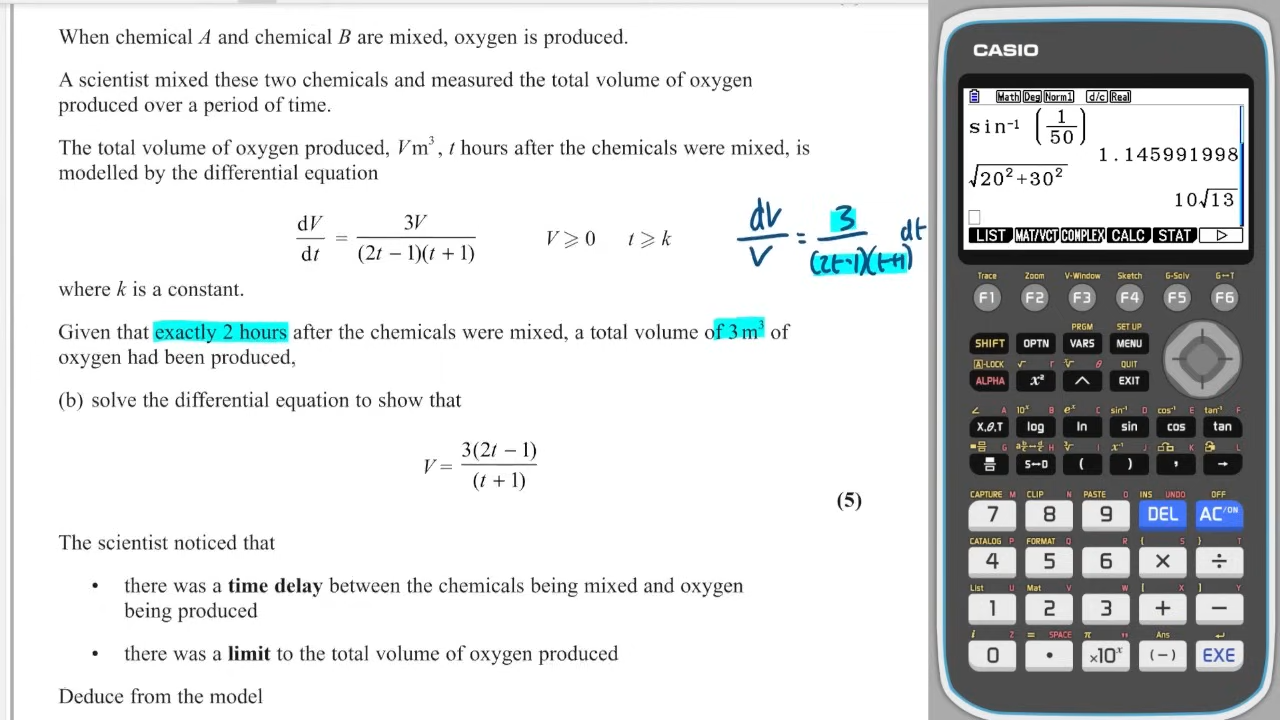 When chemical A and chemical B are mixed, oxygen is produced.
A scientist mixed these two chemicals and measured the total volume of oxygen
produced over a period of time.
The total volume of oxygen produced, V m³, t hours after the chemicals were mixed, is
modelled by the differential equation
dV/dt = 3V/((2t − 1)(t + 1)) V ⩾ 0 t ⩾ k
dV/V = 3/((2t-1)(t+1)) dt
where k is a constant.
Given that exactly 2 hours after the chemicals were mixed, a total volume of 3 m³ of
oxygen had been produced,
(b) solve the differential equation to show that
V = 3(2t − 1)/(t + 1)
(5)
The scientist noticed that
• there was a time delay between the chemicals being mixed and oxygen
being produced
• there was a limit to the total volume of oxygen produced
Deduce from the model
CASIO
Math Deg Norm1 d/c Real
sin⁻¹ (1/50)
1.145991998
√20²+30²
10√13
LIST MAT/VCT COMPLEX CALC STAT ▷
Trace Zoom V-Window Sketch G-Solv G↔T
F1 F2 F3 F4 F5 F6
PRGM SET UP
SHIFT OPTN VARS MENU
A-LOCK √ r ˣ√ θ QUIT
ALPHA x² ^ EXIT
∠ A 10ˣ B eˣ C sin⁻¹ D cos⁻¹ E tan⁻¹ F
X,θ,T log ln sin cos tan
G H ³√ I x⁻¹ J K L
S↔D ( ) , →
CAPTURE M CLIP N PASTE O INS UNDO OFF
7 8 9 DEL AC/ON
CATALOG P FORMAT Q R { S } T
4 5 6 × ÷
List U Mat V W [ X ] Y
1 2 3 + −
i Z = SPACE π " Ans ↵
0 • ×10ˣ (−) EXE